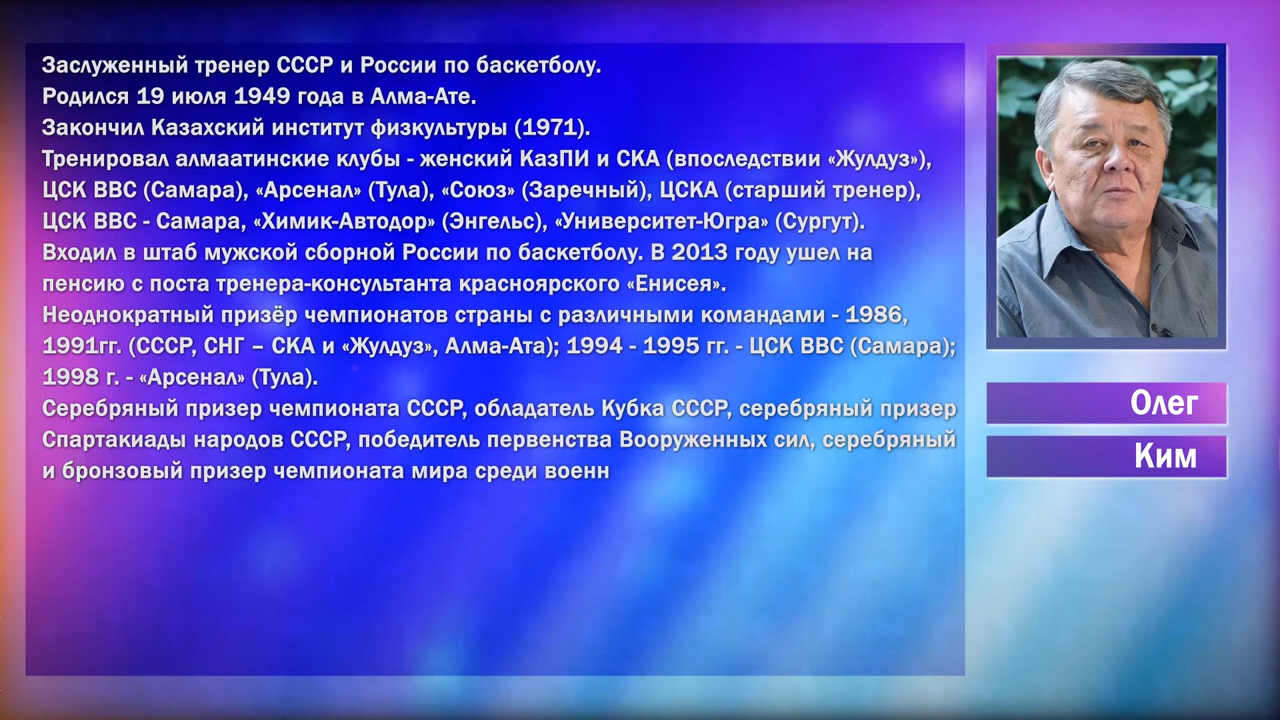 Заслуженный тренер СССР и России по баскетболу.
Родился 19 июля 1949 года в Алма-Ате.
Закончил Казахский институт физкультуры (1971).
Тренировал алмаатинские клубы - женский КазПИ и СКА (впоследствии «Жулдуз»),
ЦСК ВВС (Самара), «Арсенал» (Тула), «Союз» (Заречный), ЦСКА (старший тренер),
ЦСК ВВС - Самара, «Химик-Автодор» (Энгельс), «Университет-Югра» (Сургут).
Входил в штаб мужской сборной России по баскетболу. В 2013 году ушел на
пенсию с поста тренера-консультанта красноярского «Енисея».
Неоднократный призёр чемпионатов страны с различными командами - 1986,
1991гг. (СССР, СНГ – СКА и «Жулдуз», Алма-Ата); 1994 - 1995 гг. - ЦСК ВВС (Самара);
1998 г. - «Арсенал» (Тула).
Серебряный призер чемпионата СССР, обладатель Кубка СССР, серебряный призер
Спартакиады народов СССР, победитель первенства Вооруженных сил, серебряный
и бронзовый призер чемпионата мира среди военн
Олег
Ким